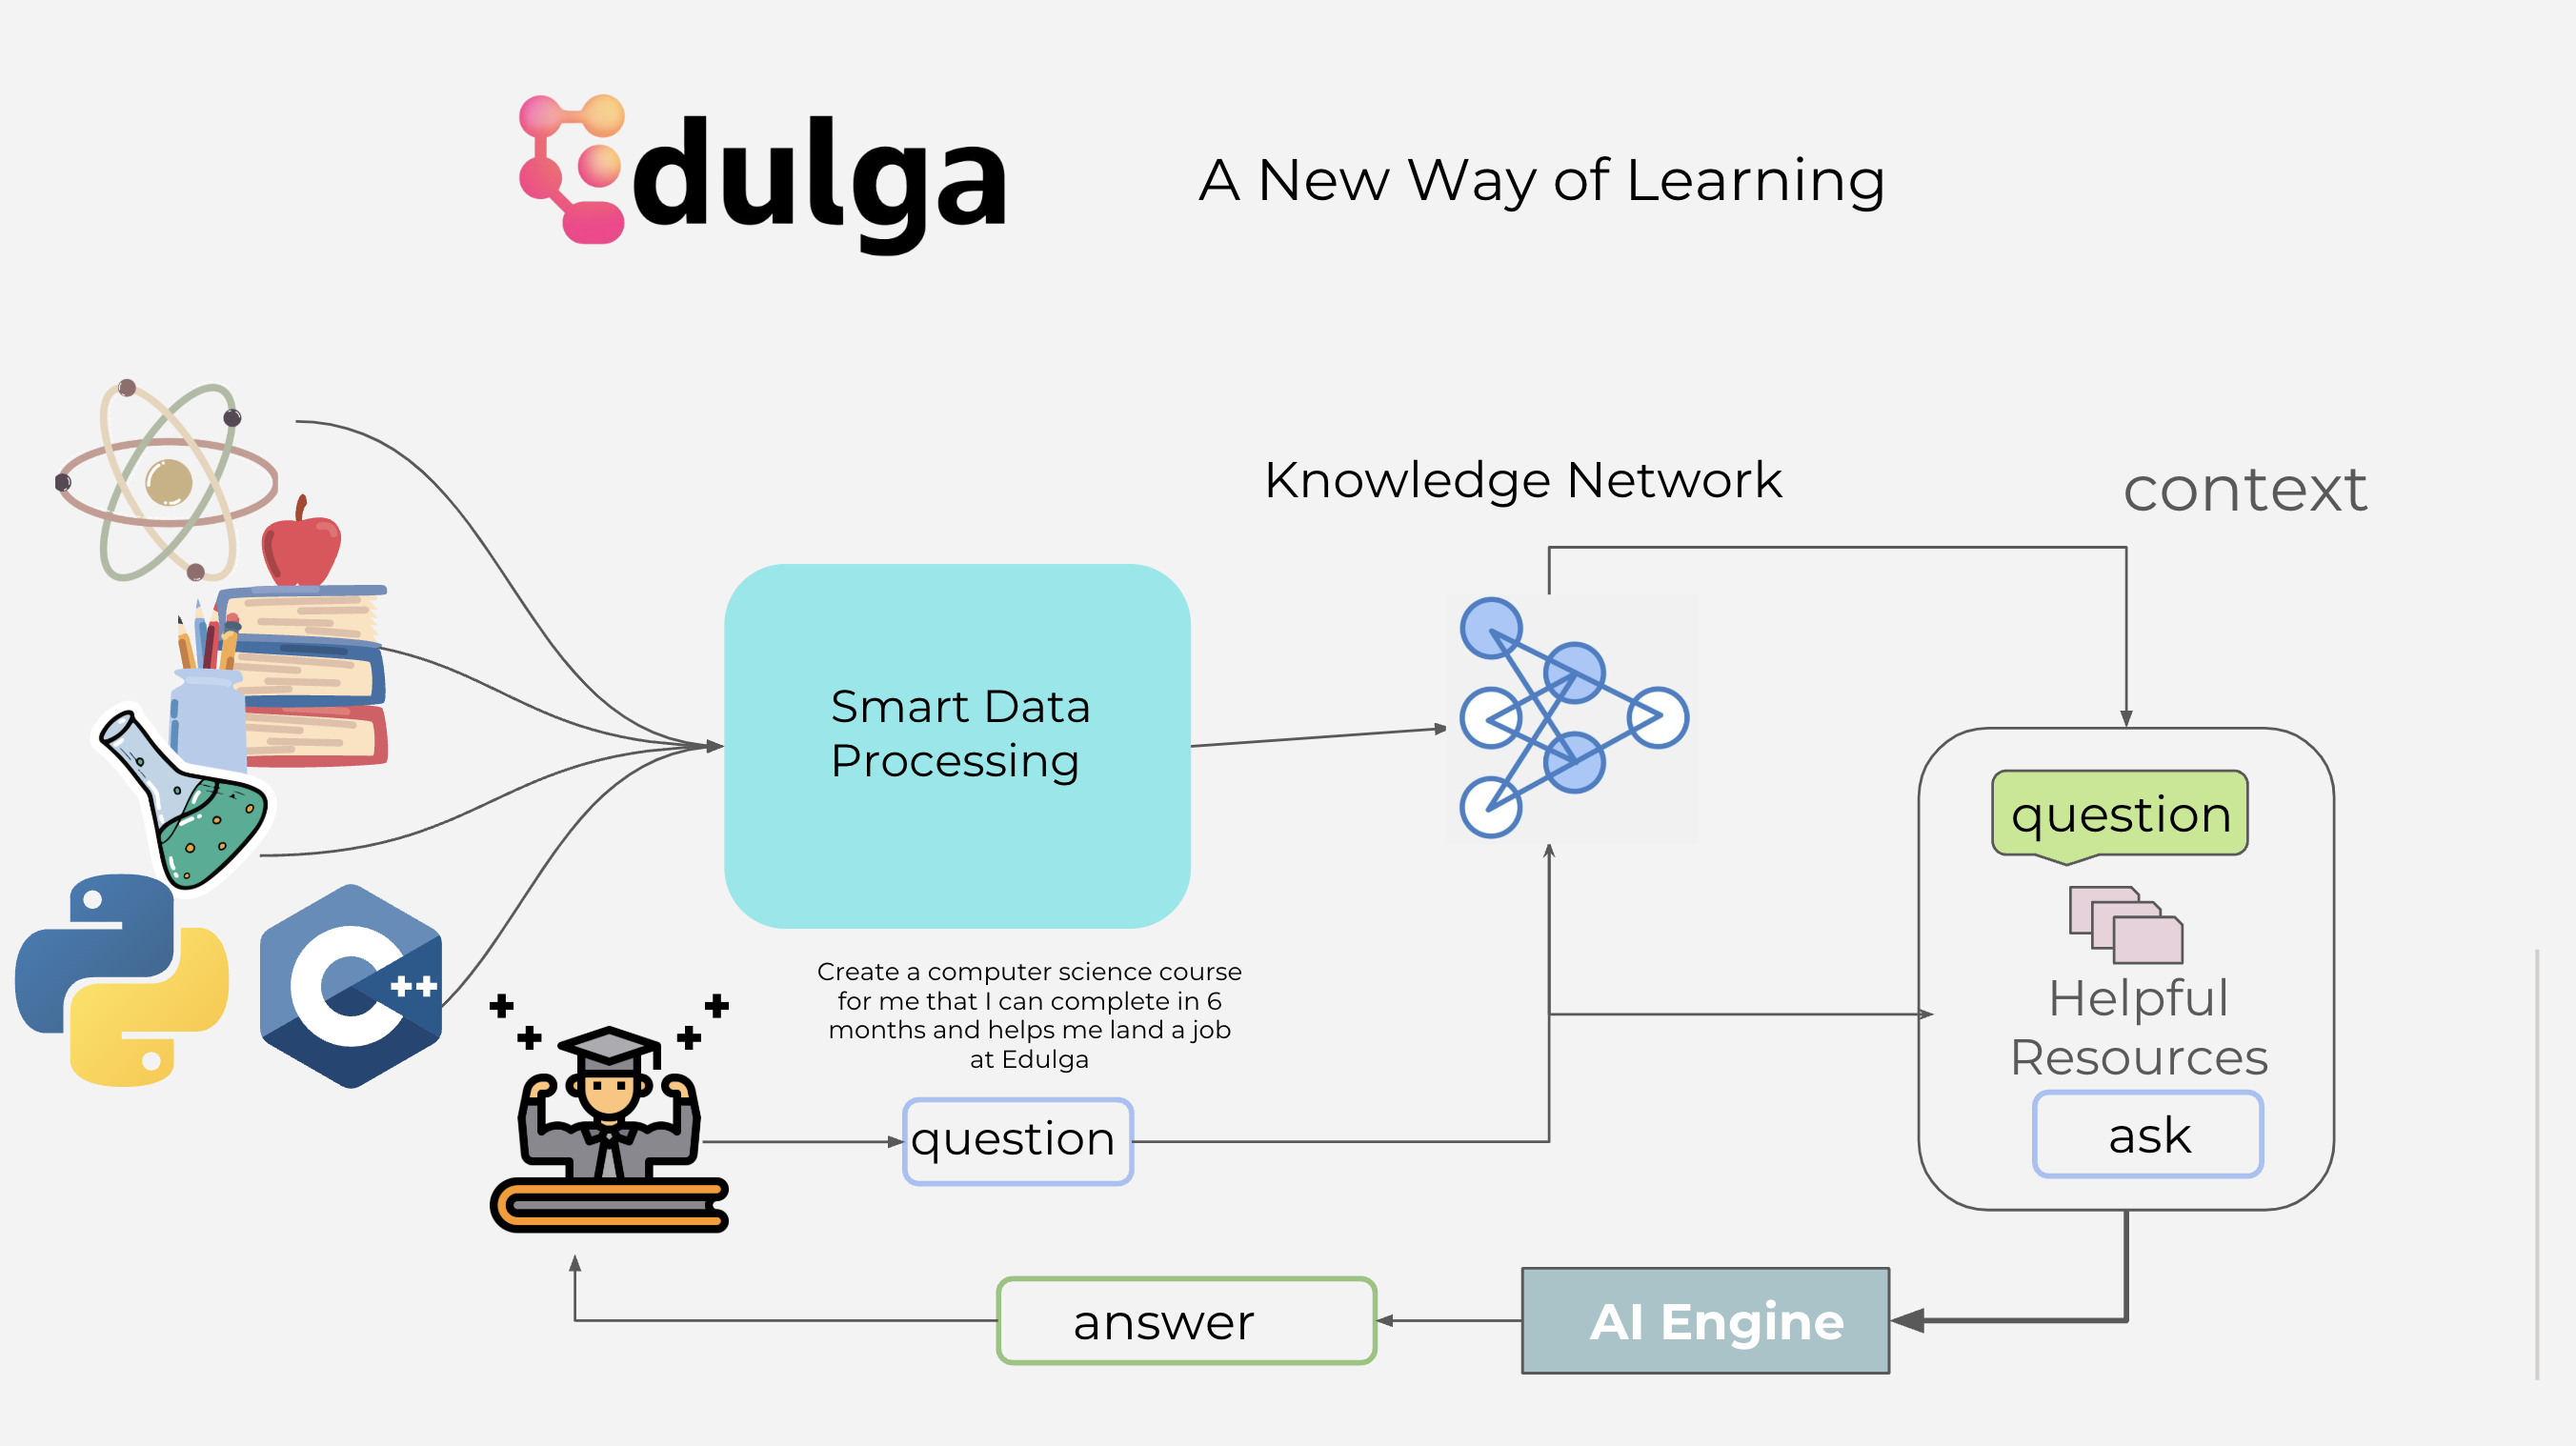 Edulga
A New Way of Learning
Knowledge Network
context
Smart Data
Processing
question
Helpful
Resources
ask
C++
Create a computer science course
for me that I can complete in 6
months and helps me land a job
at Edulga
question
answer
AI Engine